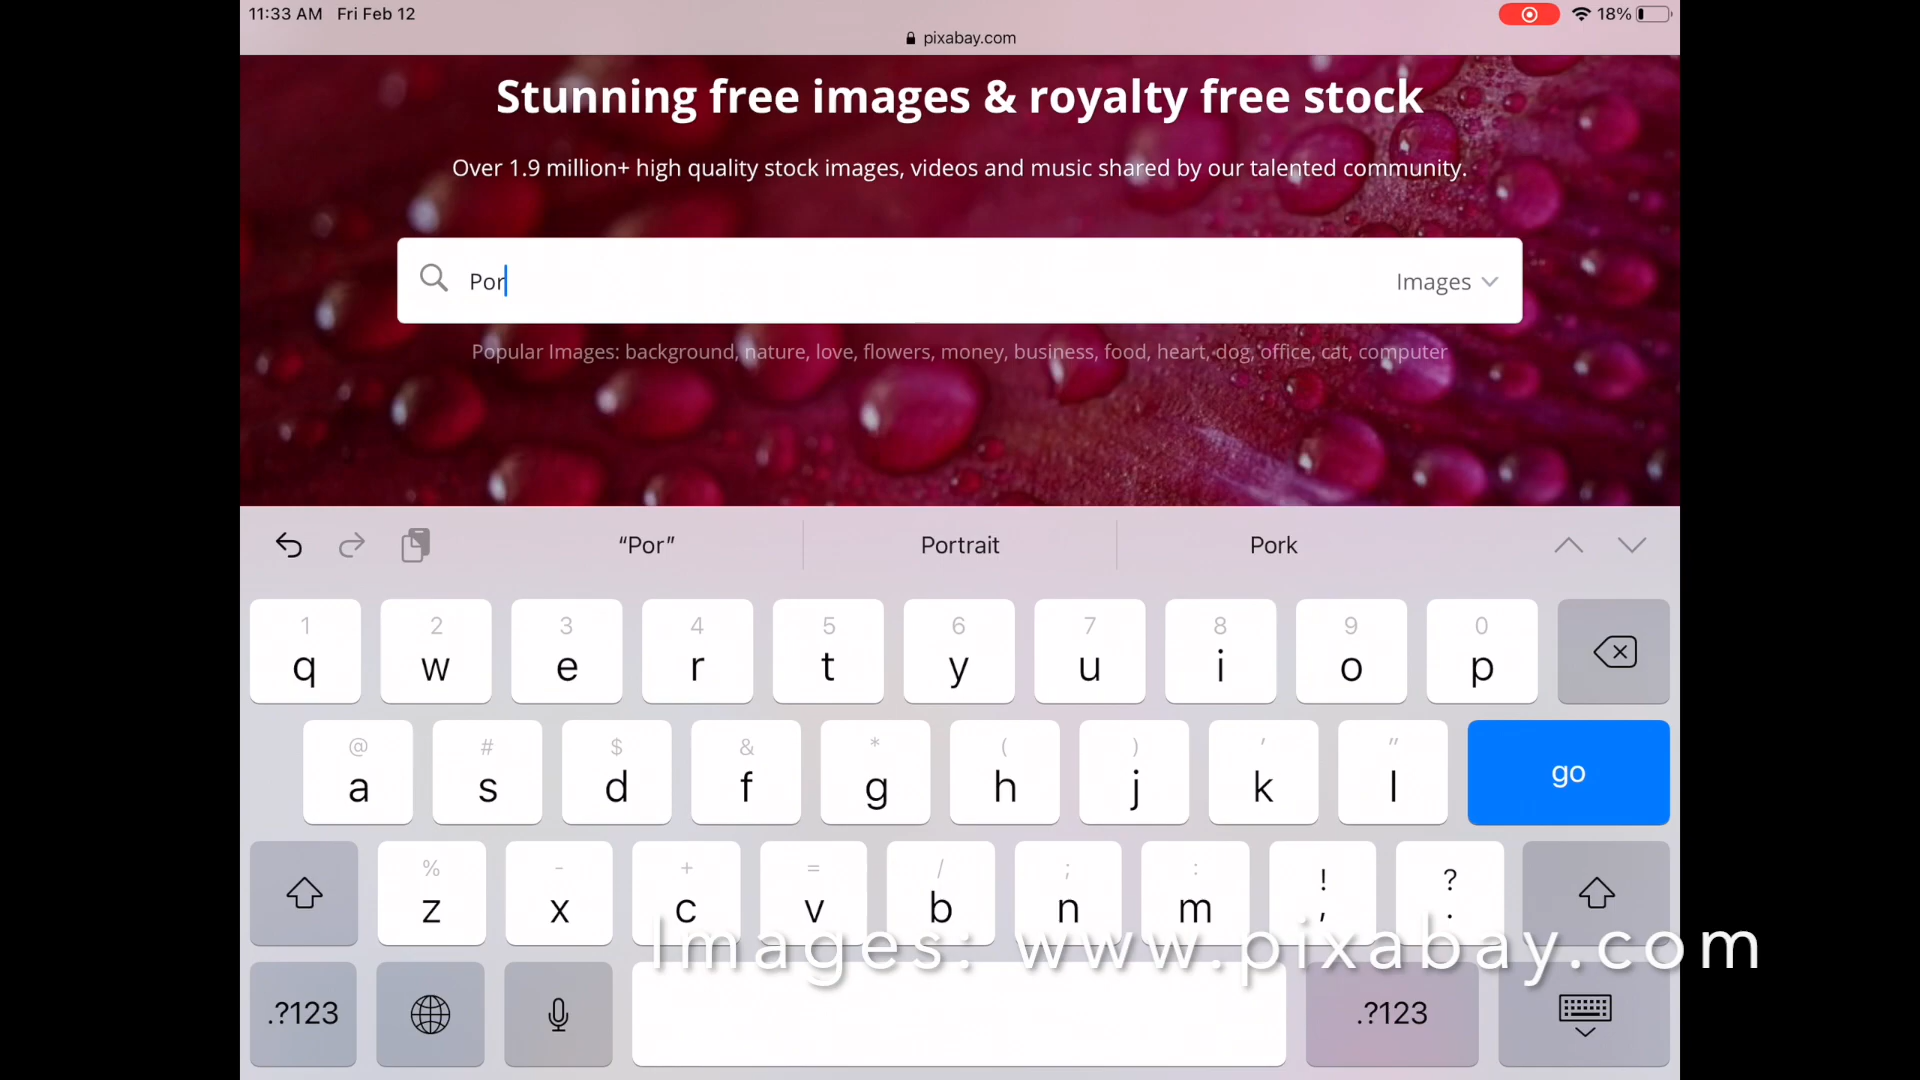 11:33 AM Fri Feb 12
18%
pixabay.com
Stunning free images & royalty free stock
Over 1.9 million+ high quality stock images, videos and music shared by our talented community.
Por
Images
Popular Images: background, nature, love, flowers, money, business, food, heart, dog, office, cat, computer
“Por” Portrait Pork
1 2 3 4 5 6 7 8 9 0
q w e r t y u i o p
@ # $ & * ( ) ' "
a s d f g h j k l go
% - + = / ; : ! ?
z x c v b n m , .
Images: www.pixabay.com
.?123 .?123